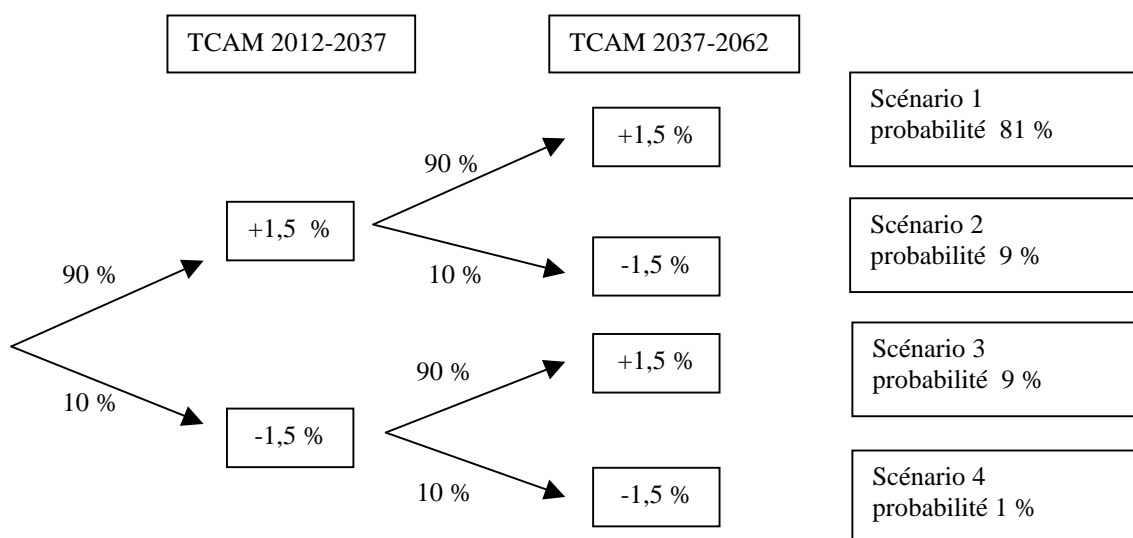 TCAM 2012-2037
TCAM 2037-2062
Scénario 1
probabilité 81 %
+1,5 %
90 %
+1,5 %
Scénario 2
probabilité 9 %
90 %
10 %
-1,5 %
Scénario 3
probabilité 9 %
+1,5 %
90 %
10 %
-1,5 %
Scénario 4
probabilité 1 %
10 %
-1,5 %